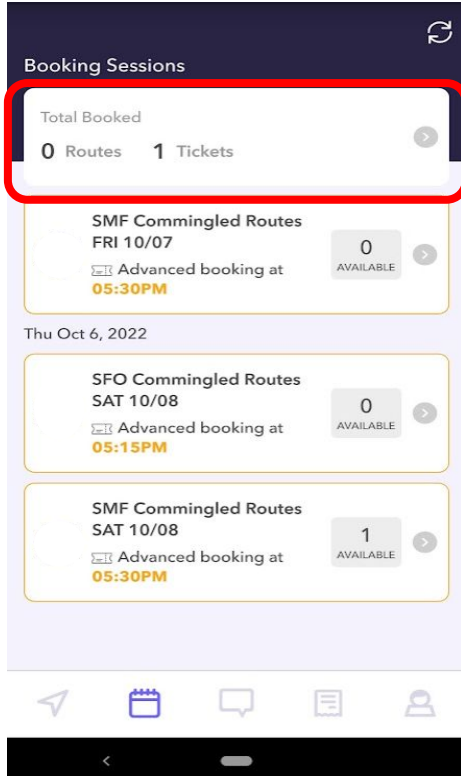 Booking Sessions
Total Booked
0 Routes 1 Tickets
SMF Commingled Routes
FRI 10/07
Advanced booking at
05:30PM
0
AVAILABLE
Thu Oct 6, 2022
SFO Commingled Routes
SAT 10/08
Advanced booking at
05:15PM
0
AVAILABLE
SMF Commingled Routes
SAT 10/08
Advanced booking at
05:30PM
1
AVAILABLE